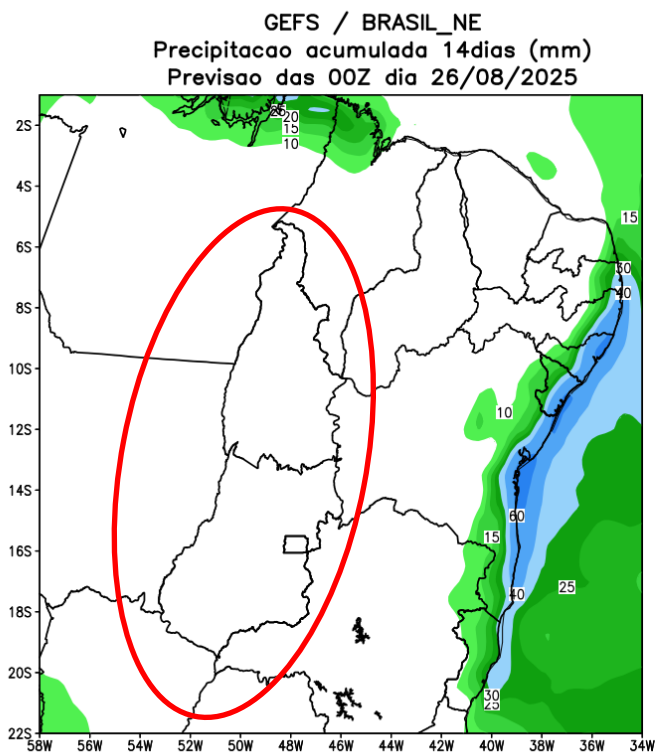 GEFS / BRASIL_NE
Precipitacao acumulada 14dias (mm)
Previsao das 00Z dia 26/08/2025
2S
4S
6S
8S
10S
12S
14S
16S
18S
20S
22S
58W 56W 54W 52W 50W 48W 46W 44W 42W 40W 38W 36W 34W
25
20
15
10
15
30
40
10
60
15
40
25
30
25